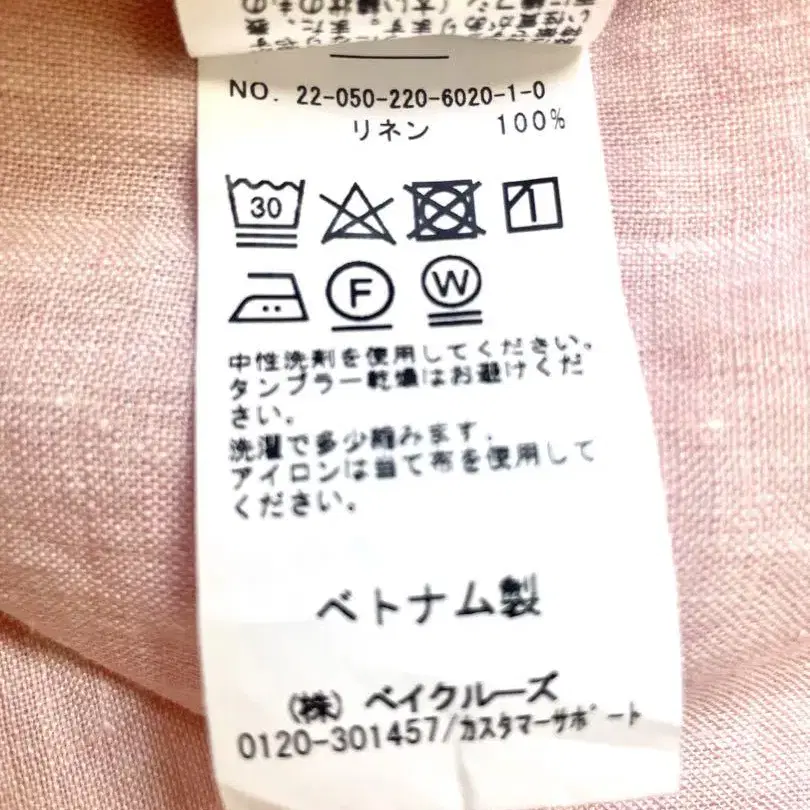 NO. 22-050-220-6020-1-0
リネン 100%
30
F W
中性洗剤を使用してください。
タンブラー乾燥はお避けくだ
さい。
洗濯で多少縮みます。
アイロンは当て布を使用して
ください。
ベトナム製
(株) ベイクルーズ
0120-301457/カスタマーサポート